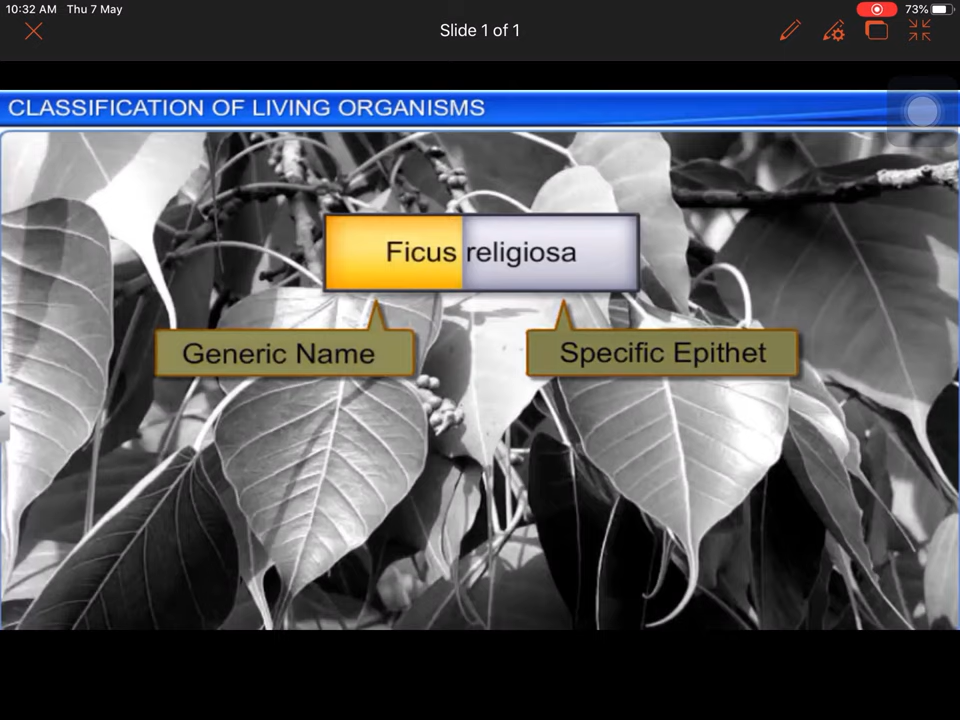 10:32 AM Thu 7 May
73%
Slide 1 of 1
CLASSIFICATION OF LIVING ORGANISMS
Ficus religiosa
Generic Name
Specific Epithet